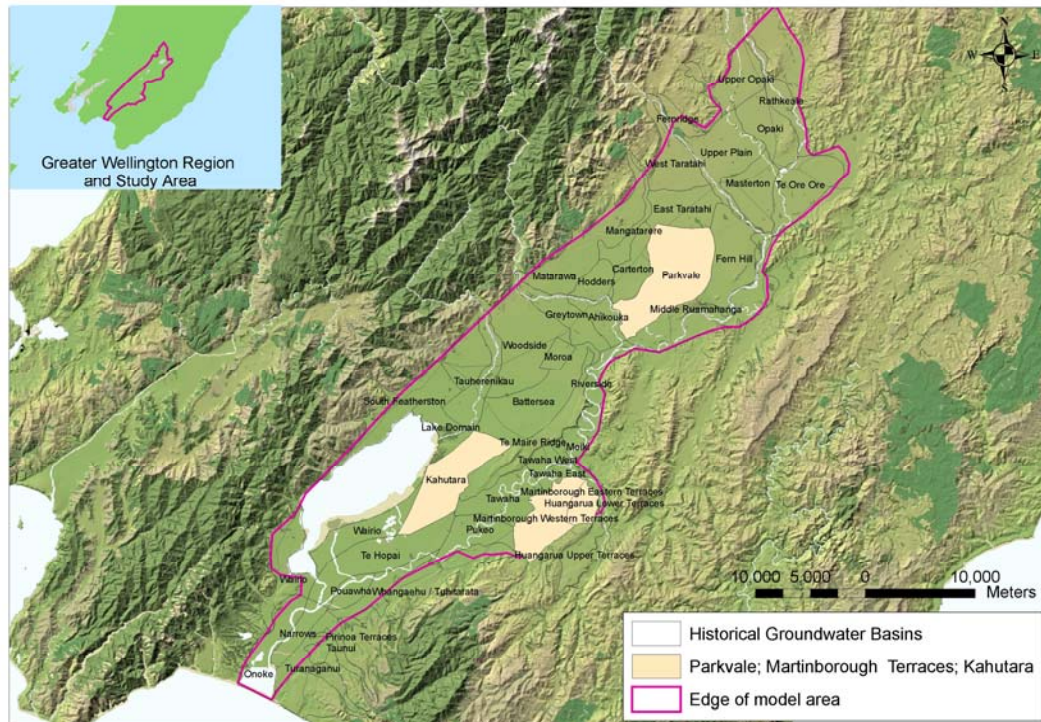 Greater Wellington Region
and Study Area
N
W
E
S
Upper Opaki
Rathkeale
Fernridge
Opaki
Upper Plain
West Taratahi
Masterton
Te Ore Ore
East Taratahi
Mangatarere
Carterton
Parkvale
Fern Hill
Matarawa
Hodders
Greytown
Ahikouka
Middle Ruamahanga
Woodside
Moroa
Tauherenikau
Riverside
South Featherston
Battersea
Lake Domain
Te Maire Ridge
Moiki
Tawaha West
Tawaha East
Kahutara
Martinborough Eastern Terraces
Tawaha
Huangarua Lower Terraces
Martinborough Western Terraces
Wairio
Pukeo
Te Hopai
Huangarua Upper Terraces
Wairio
Pouawha
Whangaehu / Tuhitarata
Narrows
Pirinoa Terraces
Taunui
Turanaganui
Onoke
10,000 5,000 0 10,000
Meters
Historical Groundwater Basins
Parkvale; Martinborough Terraces; Kahutara
Edge of model area